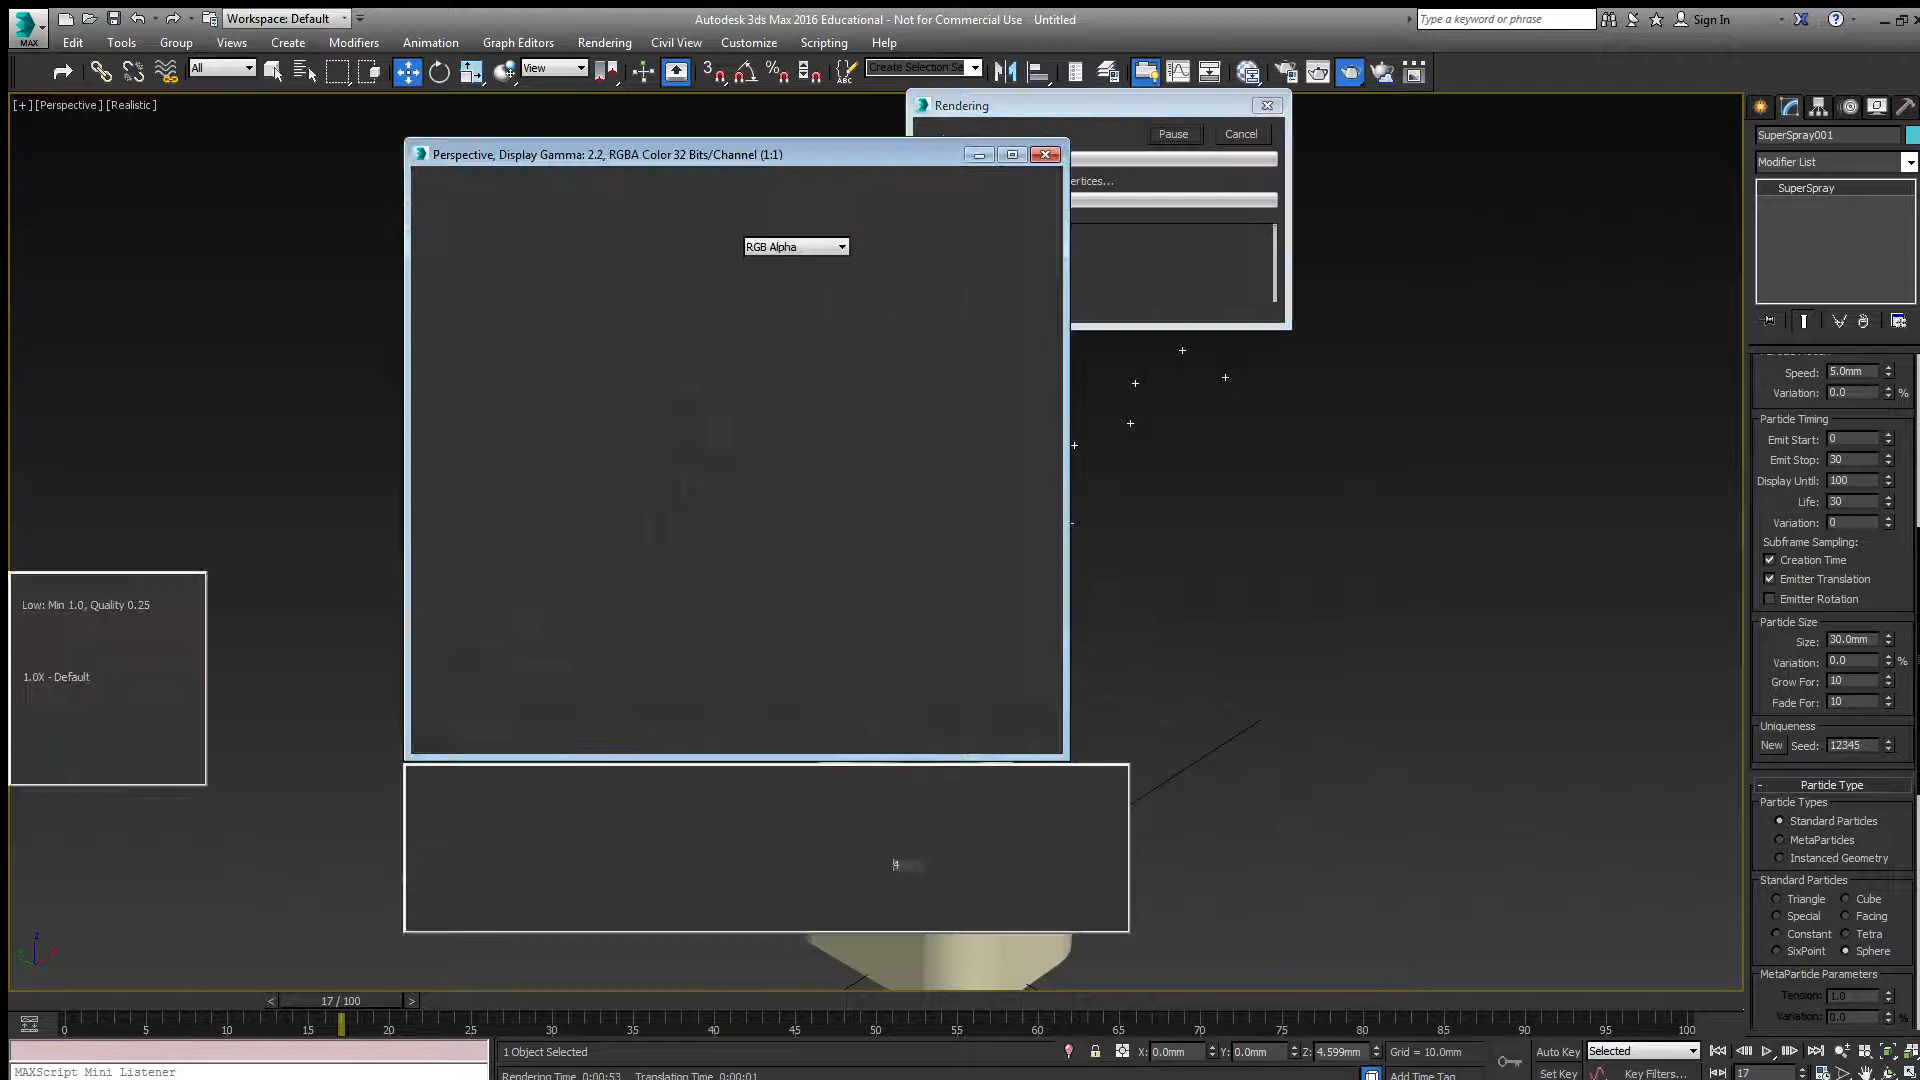 Workspace: Default
Autodesk 3ds Max 2016 Educational - Not for Commercial Use Untitled
Type a keyword or phrase
Sign In
MAX
Edit Tools Group Views Create Modifiers Animation Graph Editors Rendering Civil View Customize Scripting Help
All
View
Create Selection Se
[+] [Perspective] [Realistic]
Rendering
Pause Cancel
Perspective, Display Gamma: 2.2, RGBA Color 32 Bits/Channel (1:1)
ertices...
RGB Alpha
Low: Min 1.0, Quality 0.25
1.0X - Default
SuperSpray001
Modifier List
SuperSpray
Speed: 5.0mm
Variation: 0.0 %
Particle Timing
Emit Start: 0
Emit Stop: 30
Display Until: 100
Life: 30
Variation: 0
Subframe Sampling:
Creation Time
Emitter Translation
Emitter Rotation
Particle Size
Size: 30.0mm
Variation: 0.0 %
Grow For: 10
Fade For: 10
Uniqueness
New Seed: 12345
- Particle Type
Particle Types
Standard Particles
MetaParticles
Instanced Geometry
Standard Particles
Triangle Cube
Special Facing
Constant Tetra
SixPoint Sphere
MetaParticle Parameters
Tension: 1.0
Variation: 0.0 %
z
< 17 / 100 >
0 5 10 15 20 25 30 35 40 45 50 55 60 65 70 75 80 85 90 95 100
1 Object Selected
X: 0.0mm Y: 0.0mm Z: 4.599mm Grid = 10.0mm
Auto Key Selected
MAXScript Mini Listener
Rendering Time 0:00:53 Translation Time 0:00:01
Add Time Tag
Set Key Key Filters... 17